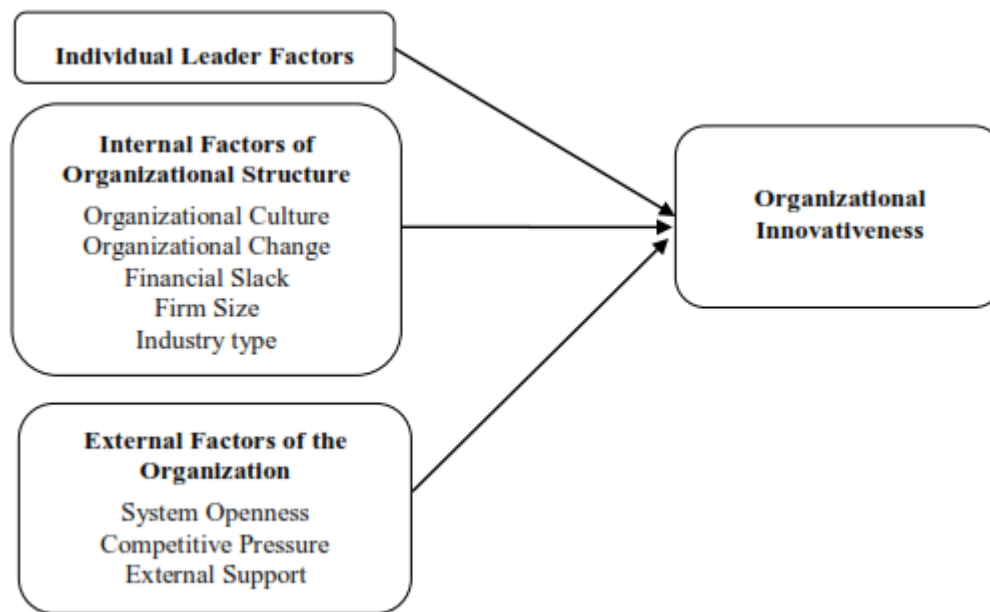 Individual Leader Factors
Internal Factors of
Organizational Structure
Organizational Culture
Organizational Change
Financial Slack
Firm Size
Industry type
External Factors of the
Organization
System Openness
Competitive Pressure
External Support
Organizational
Innovativeness